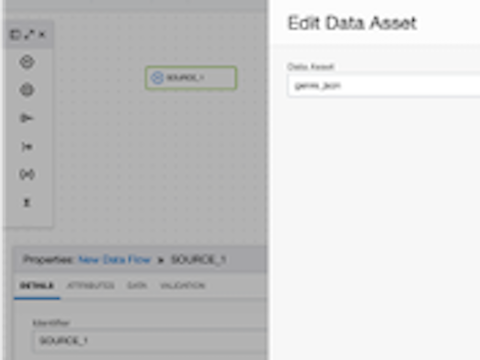 Edit Data Asset
Data Asset
genre_json
SOURCE_1
Properties: New Data Flow > SOURCE_1
DETAILS ATTRIBUTES DATA VALIDATION
Identifier
SOURCE_1